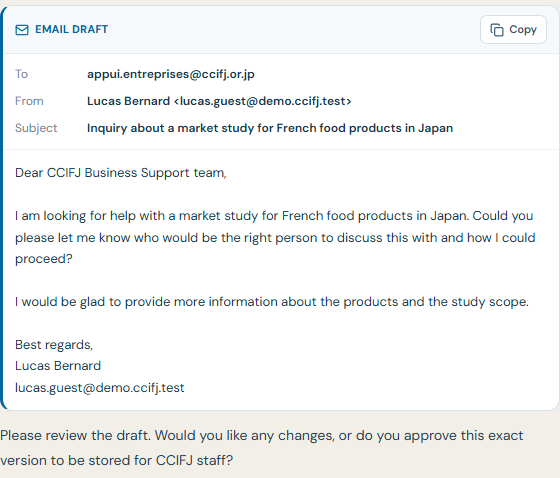 EMAIL DRAFT
Copy
To appui.entreprises@ccifj.or.jp
From Lucas Bernard <lucas.guest@demo.ccifj.test>
Subject Inquiry about a market study for French food products in Japan
Dear CCIFJ Business Support team,
I am looking for help with a market study for French food products in Japan. Could you
please let me know who would be the right person to discuss this with and how I could
proceed?
I would be glad to provide more information about the products and the study scope.
Best regards,
Lucas Bernard
lucas.guest@demo.ccifj.test
Please review the draft. Would you like any changes, or do you approve this exact
version to be stored for CCIFJ staff?